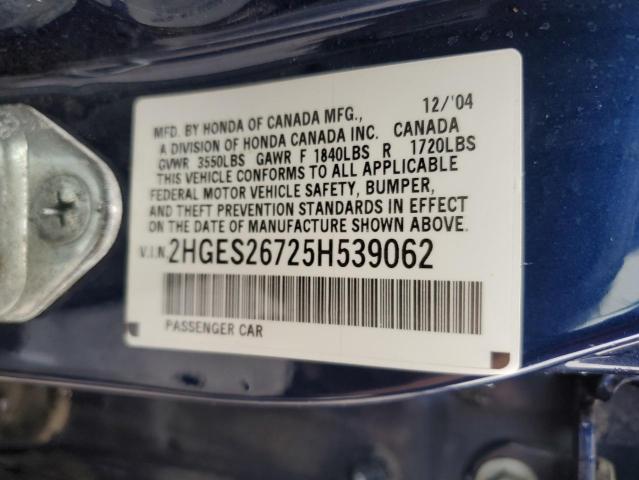 MFD. BY HONDA OF CANADA MFG., 12/'04
A DIVISION OF HONDA CANADA INC. CANADA
GVWR 3550LBS GAWR F 1840LBS R 1720LBS
THIS VEHICLE CONFORMS TO ALL APPLICABLE
FEDERAL MOTOR VEHICLE SAFETY, BUMPER,
AND THEFT PREVENTION STANDARDS IN EFFECT
ON THE DATE OF MANUFACTURE SHOWN ABOVE.
V.I.N. 2HGES26725H539062
PASSENGER CAR